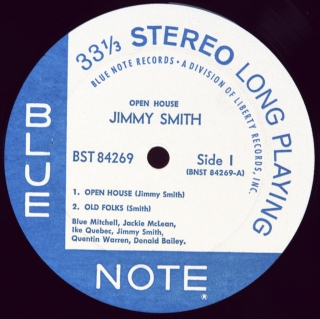 33⅓ STEREO LONG PLAYING
BLUE NOTE RECORDS • A DIVISION OF LIBERTY RECORDS, INC.
OPEN HOUSE
JIMMY SMITH
BST 84269
Side I
(BNST 84269-A)
1. OPEN HOUSE (Jimmy Smith)
2. OLD FOLKS (Smith)
Blue Mitchell, Jackie McLean,
Ike Quebec, Jimmy Smith,
Quentin Warren, Donald Bailey.
BLUE
NOTE
®